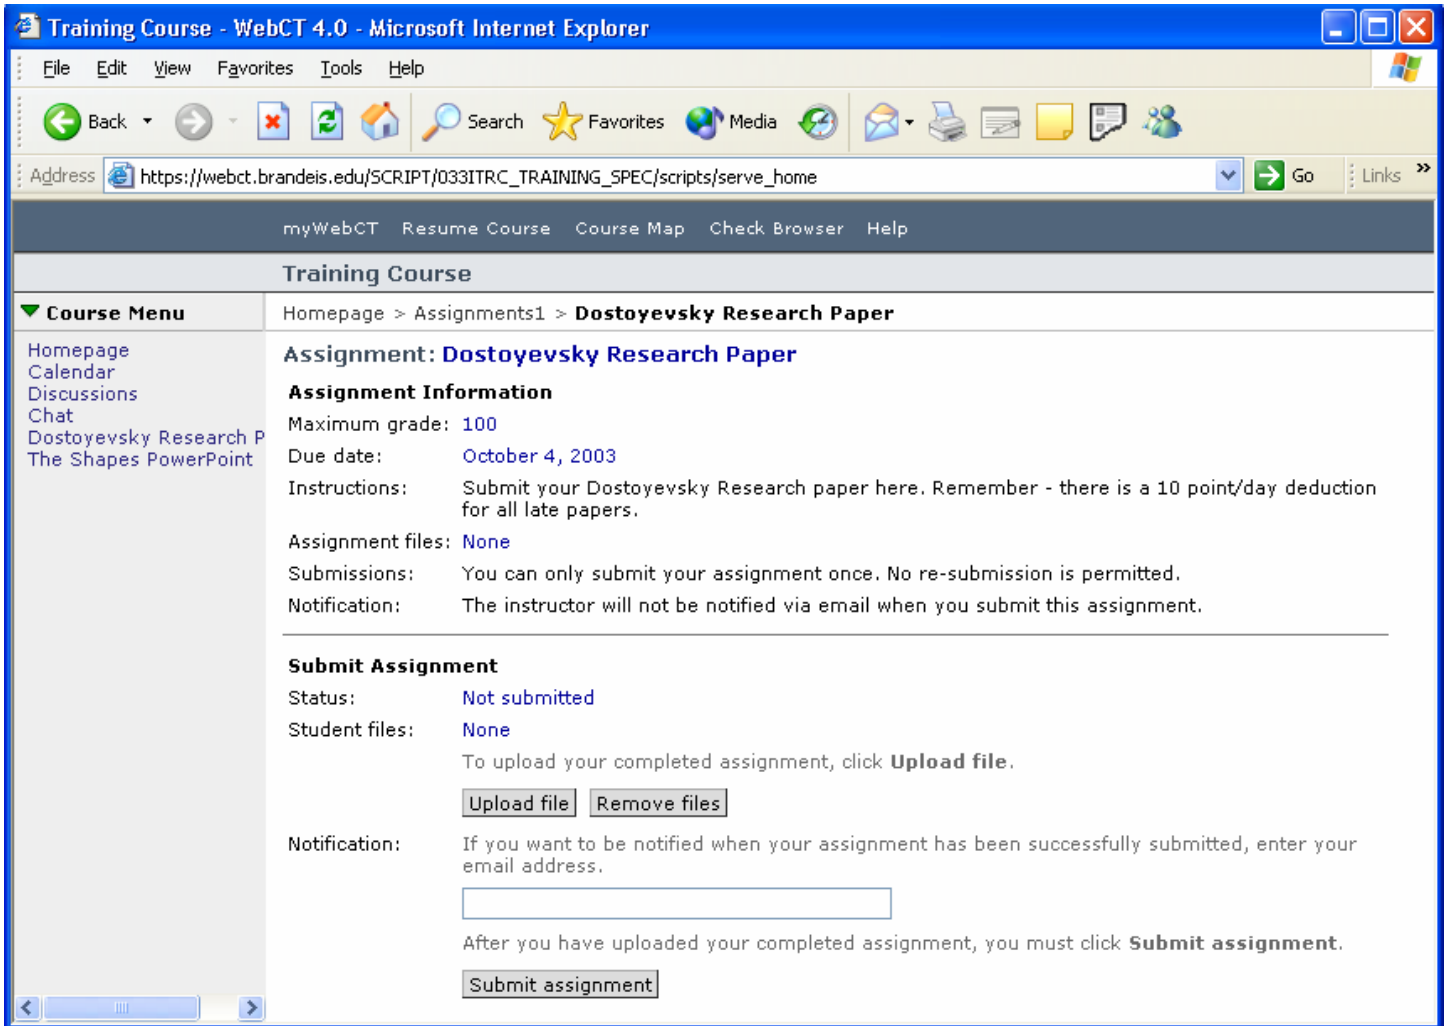 Training Course - WebCT 4.0 - Microsoft Internet Explorer
File Edit View Favorites Tools Help
Back Search Favorites Media
Address https://webct.brandeis.edu/SCRIPT/033ITRC_TRAINING_SPEC/scripts/serve_home Go Links »
myWebCT Resume Course Course Map Check Browser Help
Training Course
Course Menu
Homepage
Calendar
Discussions
Chat
Dostoyevsky Research P
The Shapes PowerPoint
Homepage > Assignments1 > Dostoyevsky Research Paper
Assignment: Dostoyevsky Research Paper
Assignment Information
Maximum grade: 100
Due date: October 4, 2003
Instructions: Submit your Dostoyevsky Research paper here. Remember - there is a 10 point/day deduction
for all late papers.
Assignment files: None
Submissions: You can only submit your assignment once. No re-submission is permitted.
Notification: The instructor will not be notified via email when you submit this assignment.
Submit Assignment
Status: Not submitted
Student files: None
To upload your completed assignment, click Upload file.
Upload file Remove files
Notification: If you want to be notified when your assignment has been successfully submitted, enter your
email address.
After you have uploaded your completed assignment, you must click Submit assignment.
Submit assignment